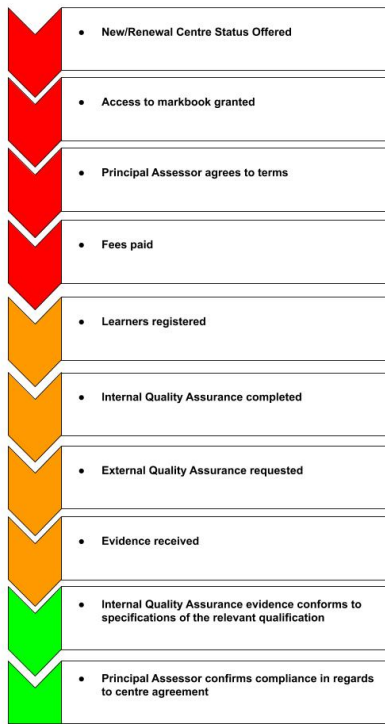 ● New/Renewal Centre Status Offered
● Access to markbook granted
● Principal Assessor agrees to terms
● Fees paid
● Learners registered
● Internal Quality Assurance completed
● External Quality Assurance requested
● Evidence received
● Internal Quality Assurance evidence conforms to
specifications of the relevant qualification
● Principal Assessor confirms compliance in regards
to centre agreement